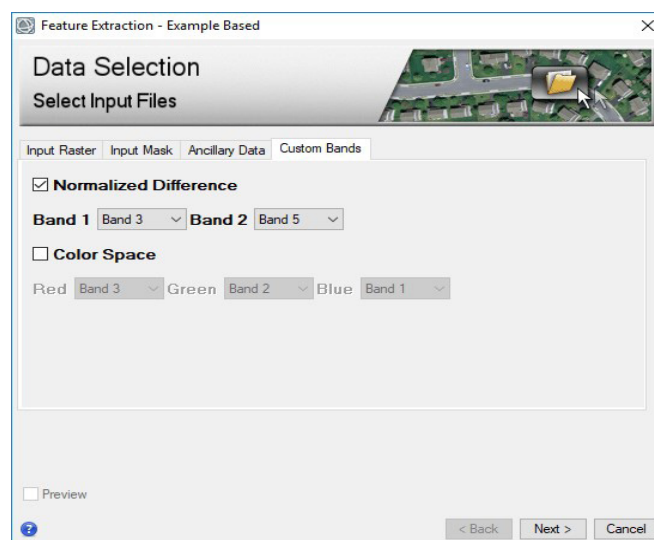 Feature Extraction - Example Based
Data Selection
Select Input Files
Input Raster Input Mask Ancillary Data Custom Bands
Normalized Difference
Band 1 Band 3 Band 2 Band 5
Color Space
Red Band 3 Green Band 2 Blue Band 1
Preview
? < Back Next > Cancel